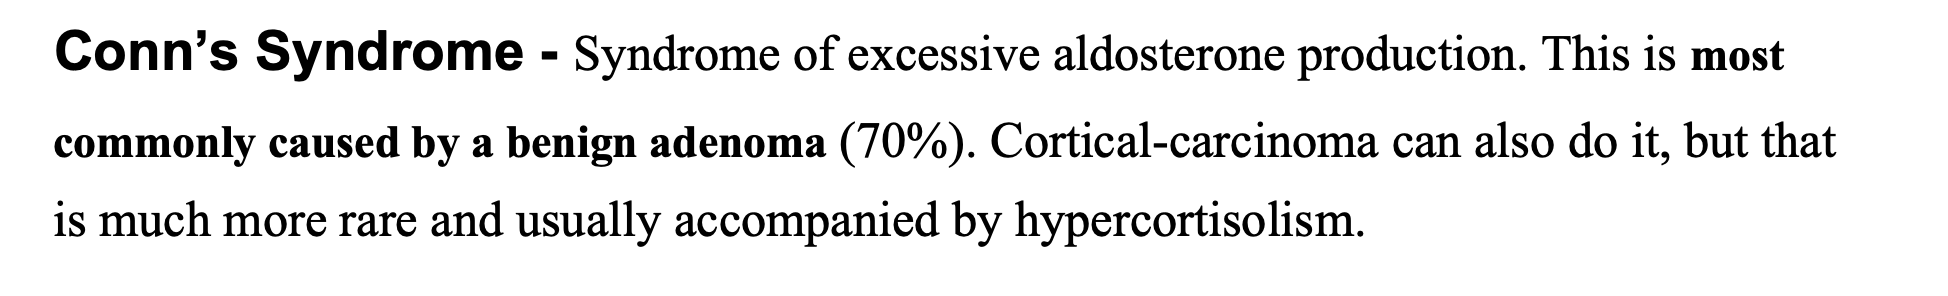 Conn’s Syndrome - Syndrome of excessive aldosterone production. This is most
commonly caused by a benign adenoma (70%). Cortical-carcinoma can also do it, but that
is much more rare and usually accompanied by hypercortisolism.